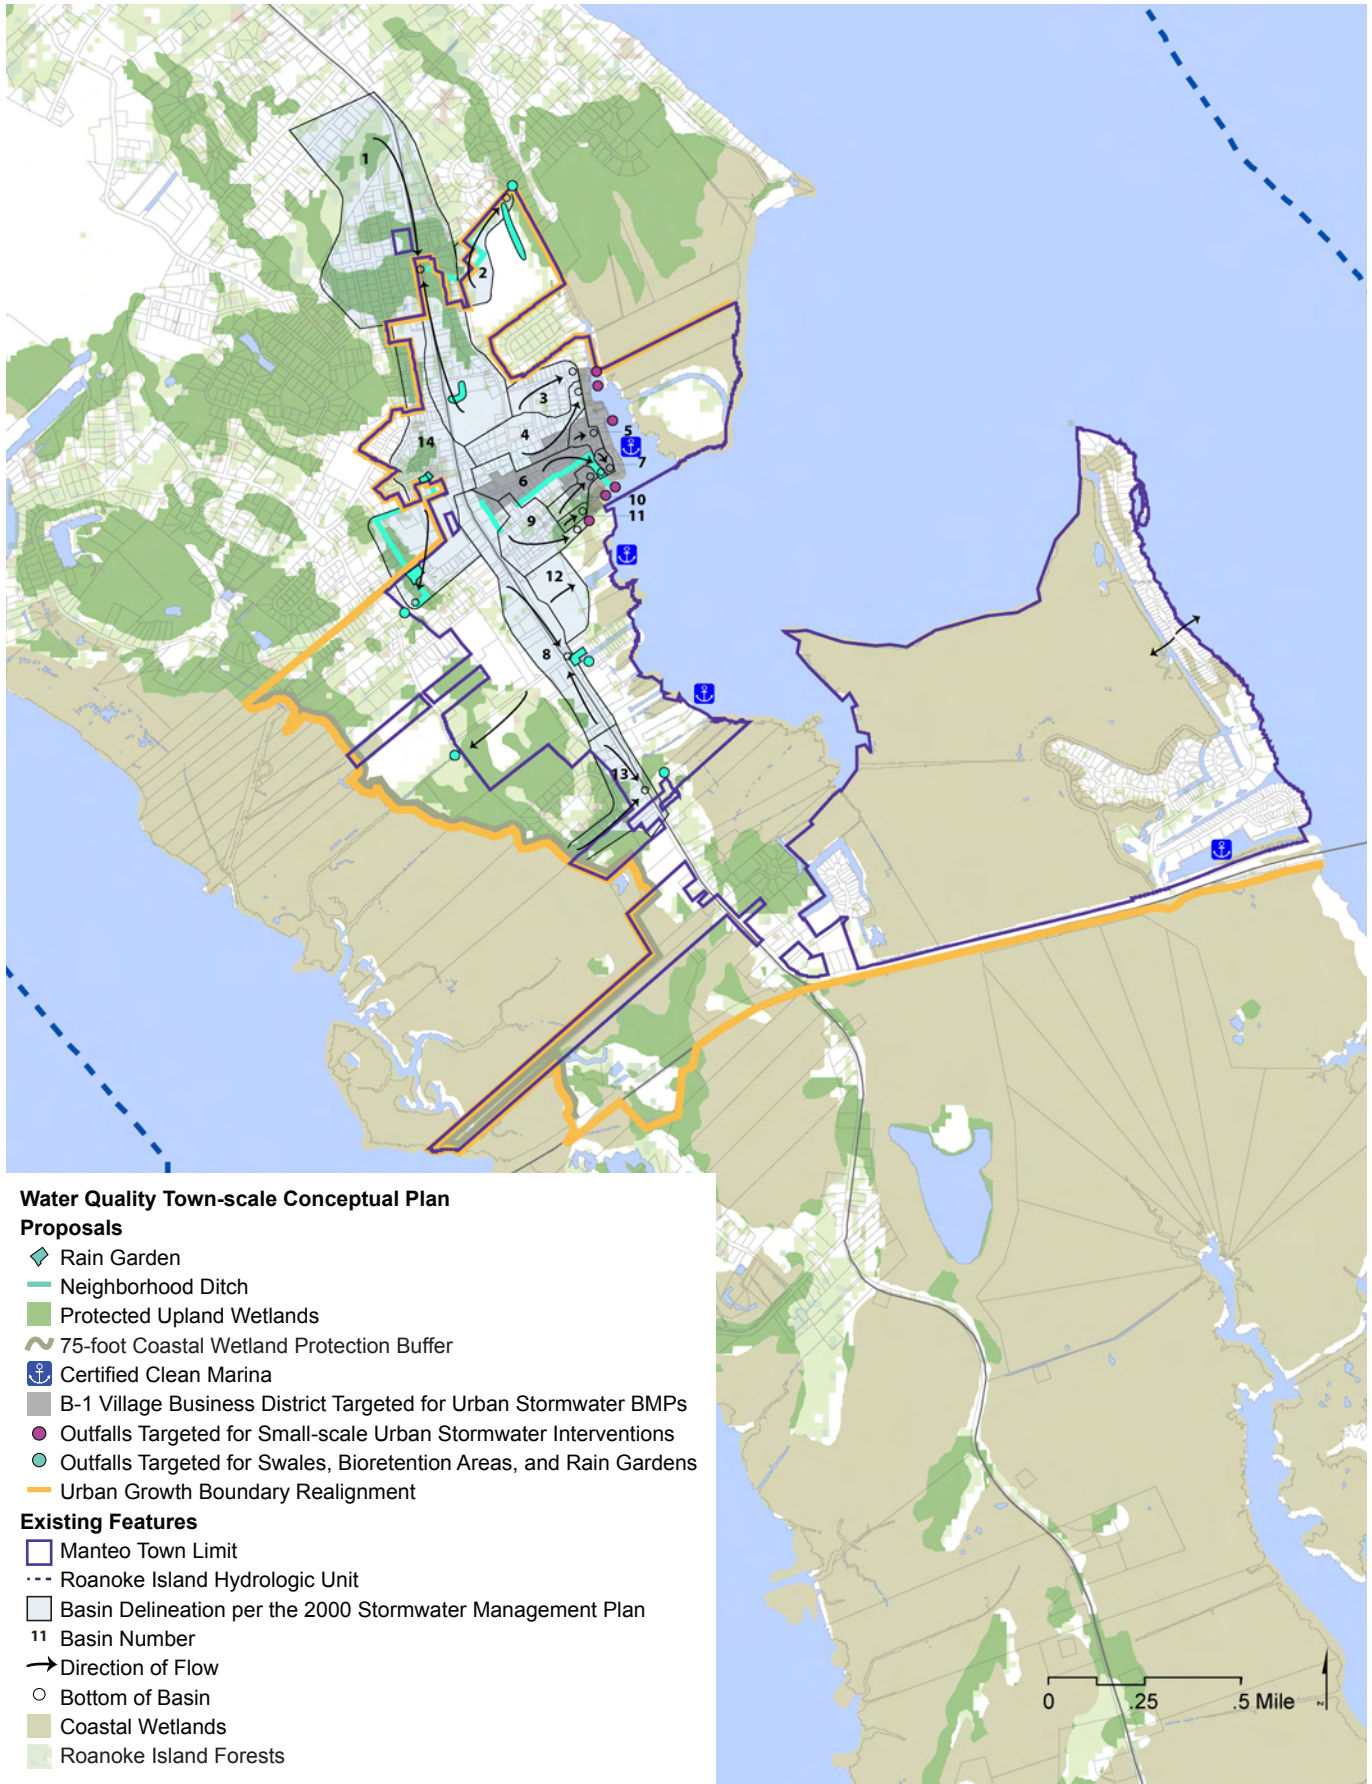 1
2
3
4
5
14
7
6
10
9
11
12
8
13
Water Quality Town-scale Conceptual Plan
Proposals
Rain Garden
Neighborhood Ditch
Protected Upland Wetlands
75-foot Coastal Wetland Protection Buffer
Certified Clean Marina
B-1 Village Business District Targeted for Urban Stormwater BMPs
Outfalls Targeted for Small-scale Urban Stormwater Interventions
Outfalls Targeted for Swales, Bioretention Areas, and Rain Gardens
Urban Growth Boundary Realignment
Existing Features
Manteo Town Limit
Roanoke Island Hydrologic Unit
Basin Delineation per the 2000 Stormwater Management Plan
11 Basin Number
Direction of Flow
Bottom of Basin
Coastal Wetlands
Roanoke Island Forests
0 .25 .5 Mile
z